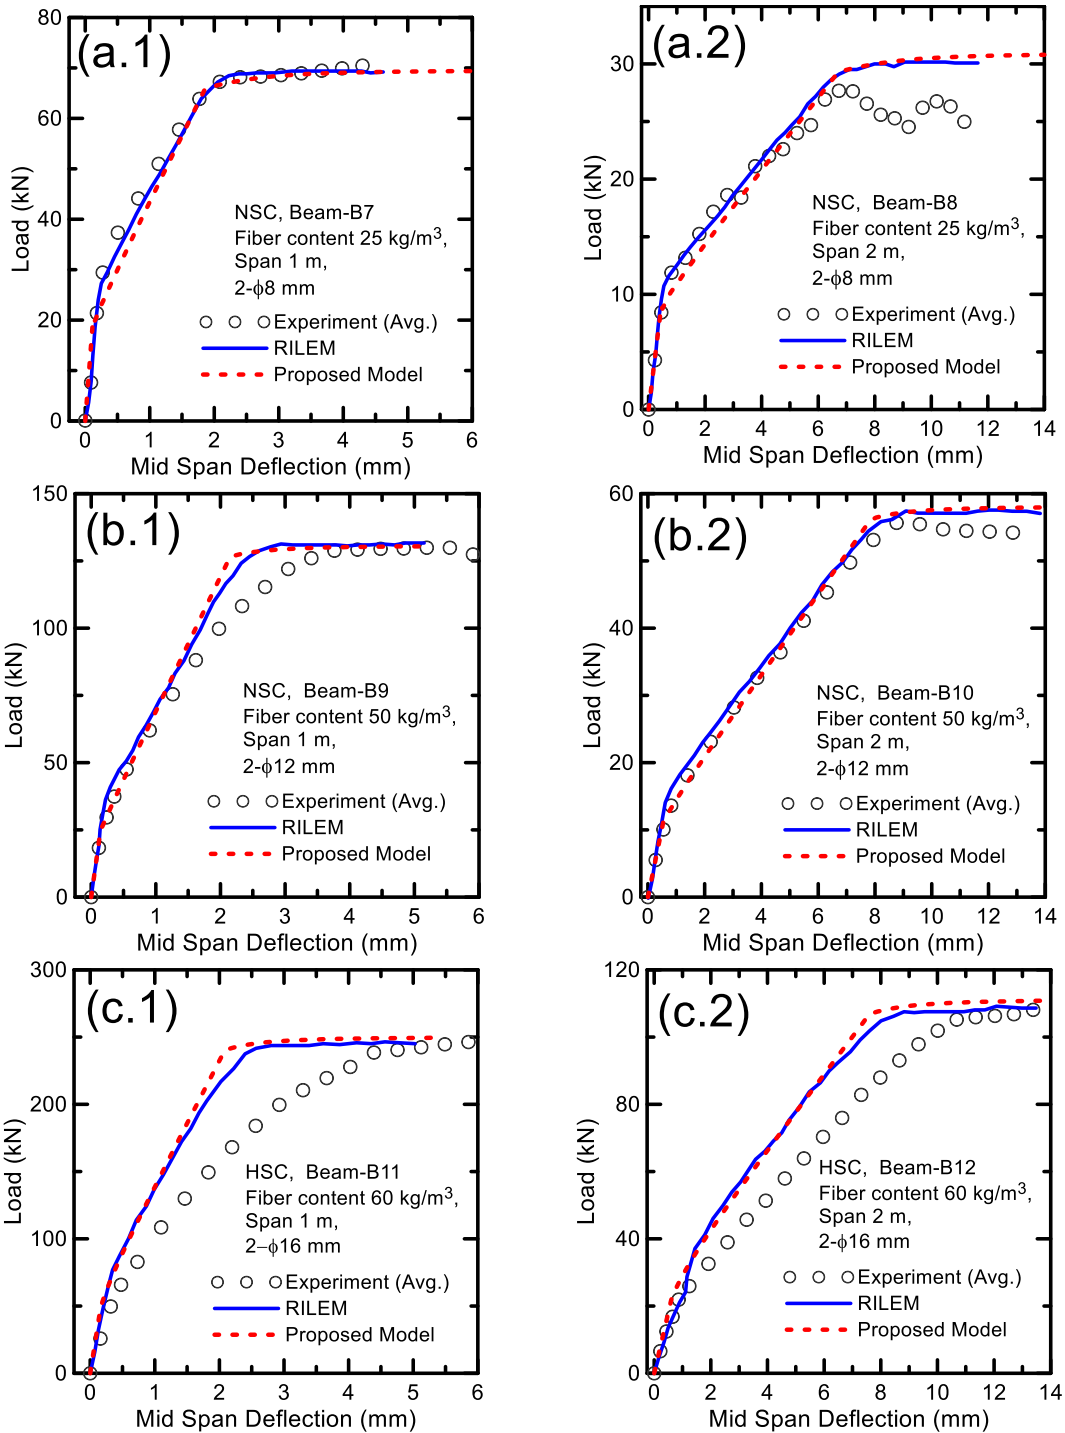 (a.1)
80
60
40
20
0
Load (kN)
NSC, Beam-B7
Fiber content 25 kg/m³,
Span 1 m,
2-ϕ8 mm
Experiment (Avg.)
RILEM
Proposed Model
0 1 2 3 4 5 6
Mid Span Deflection (mm)
(a.2)
30
20
10
0
Load (kN)
NSC, Beam-B8
Fiber content 25 kg/m³,
Span 2 m,
2-ϕ8 mm
Experiment (Avg.)
RILEM
Proposed Model
0 2 4 6 8 10 12 14
Mid Span Deflection (mm)
(b.1)
150
100
50
0
Load (kN)
NSC, Beam-B9
Fiber content 50 kg/m³,
Span 1 m,
2-ϕ12 mm
Experiment (Avg.)
RILEM
Proposed Model
0 1 2 3 4 5 6
Mid Span Deflection (mm)
(b.2)
60
40
20
0
Load (kN)
NSC, Beam-B10
Fiber content 50 kg/m³,
Span 2 m,
2-ϕ12 mm
Experiment (Avg.)
RILEM
Proposed Model
0 2 4 6 8 10 12 14
Mid Span Deflection (mm)
(c.1)
300
200
100
0
Load (kN)
HSC, Beam-B11
Fiber content 60 kg/m³,
Span 1 m,
2−ϕ16 mm
Experiment (Avg.)
RILEM
Proposed Model
0 1 2 3 4 5 6
Mid Span Deflection (mm)
(c.2)
120
80
40
0
Load (kN)
HSC, Beam-B12
Fiber content 60 kg/m³,
Span 2 m,
2-ϕ16 mm
Experiment (Avg.)
RILEM
Proposed Model
0 2 4 6 8 10 12 14
Mid Span Deflection (mm)